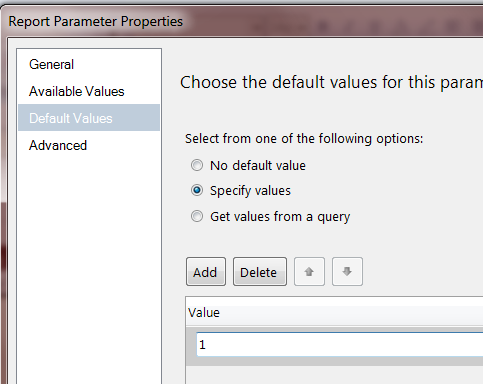 Report Parameter Properties
General
Available Values
Default Values
Advanced
Choose the default values for this
Select from one of the following options:
No default value
Specify values
Get values from a query
Add Delete
Value
1